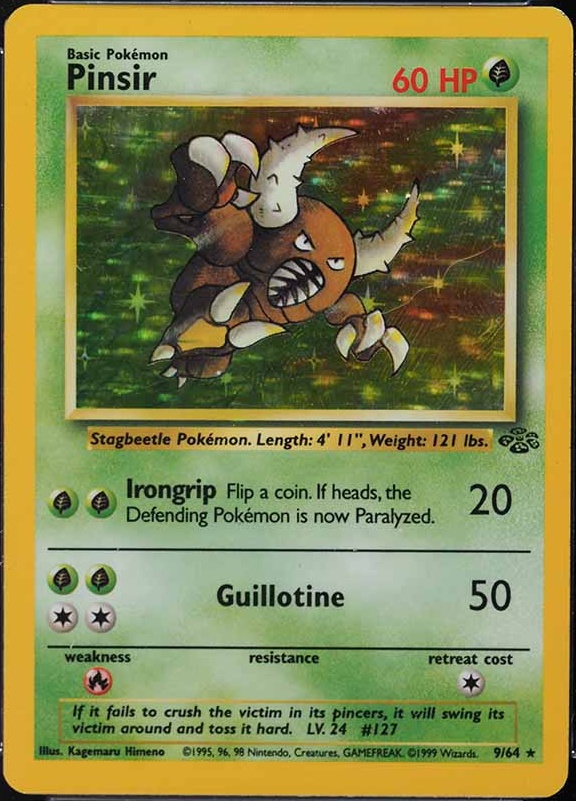 Basic Pokémon
Pinsir
60 HP
Stagbeetle Pokémon. Length: 4' 11", Weight: 121 lbs.
Irongrip Flip a coin. If heads, the
Defending Pokémon is now Paralyzed.
20
Guillotine
50
weakness
resistance
retreat cost
If it fails to crush the victim in its pincers, it will swing its
victim around and toss it hard. LV. 24 #127
Illus. Kagemaru Himeno
©1995, 96, 98 Nintendo, Creatures, GAMEFREAK. ©1999 Wizards.
9/64 ★